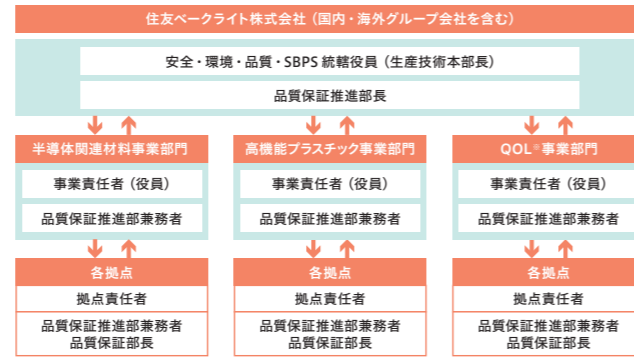 住友ベークライト株式会社（国内・海外グループ会社を含む）
安全・環境・品質・SBPS 統轄役員（生産技術本部長）
品質保証推進部長
半導体関連材料事業部門
事業責任者（役員）
品質保証推進部兼務者
各拠点
拠点責任者
品質保証推進部兼務者
品質保証部長
高機能プラスチック事業部門
事業責任者（役員）
品質保証推進部兼務者
各拠点
拠点責任者
品質保証推進部兼務者
品質保証部長
QOL®事業部門
事業責任者（役員）
品質保証推進部兼務者
各拠点
拠点責任者
品質保証推進部兼務者
品質保証部長